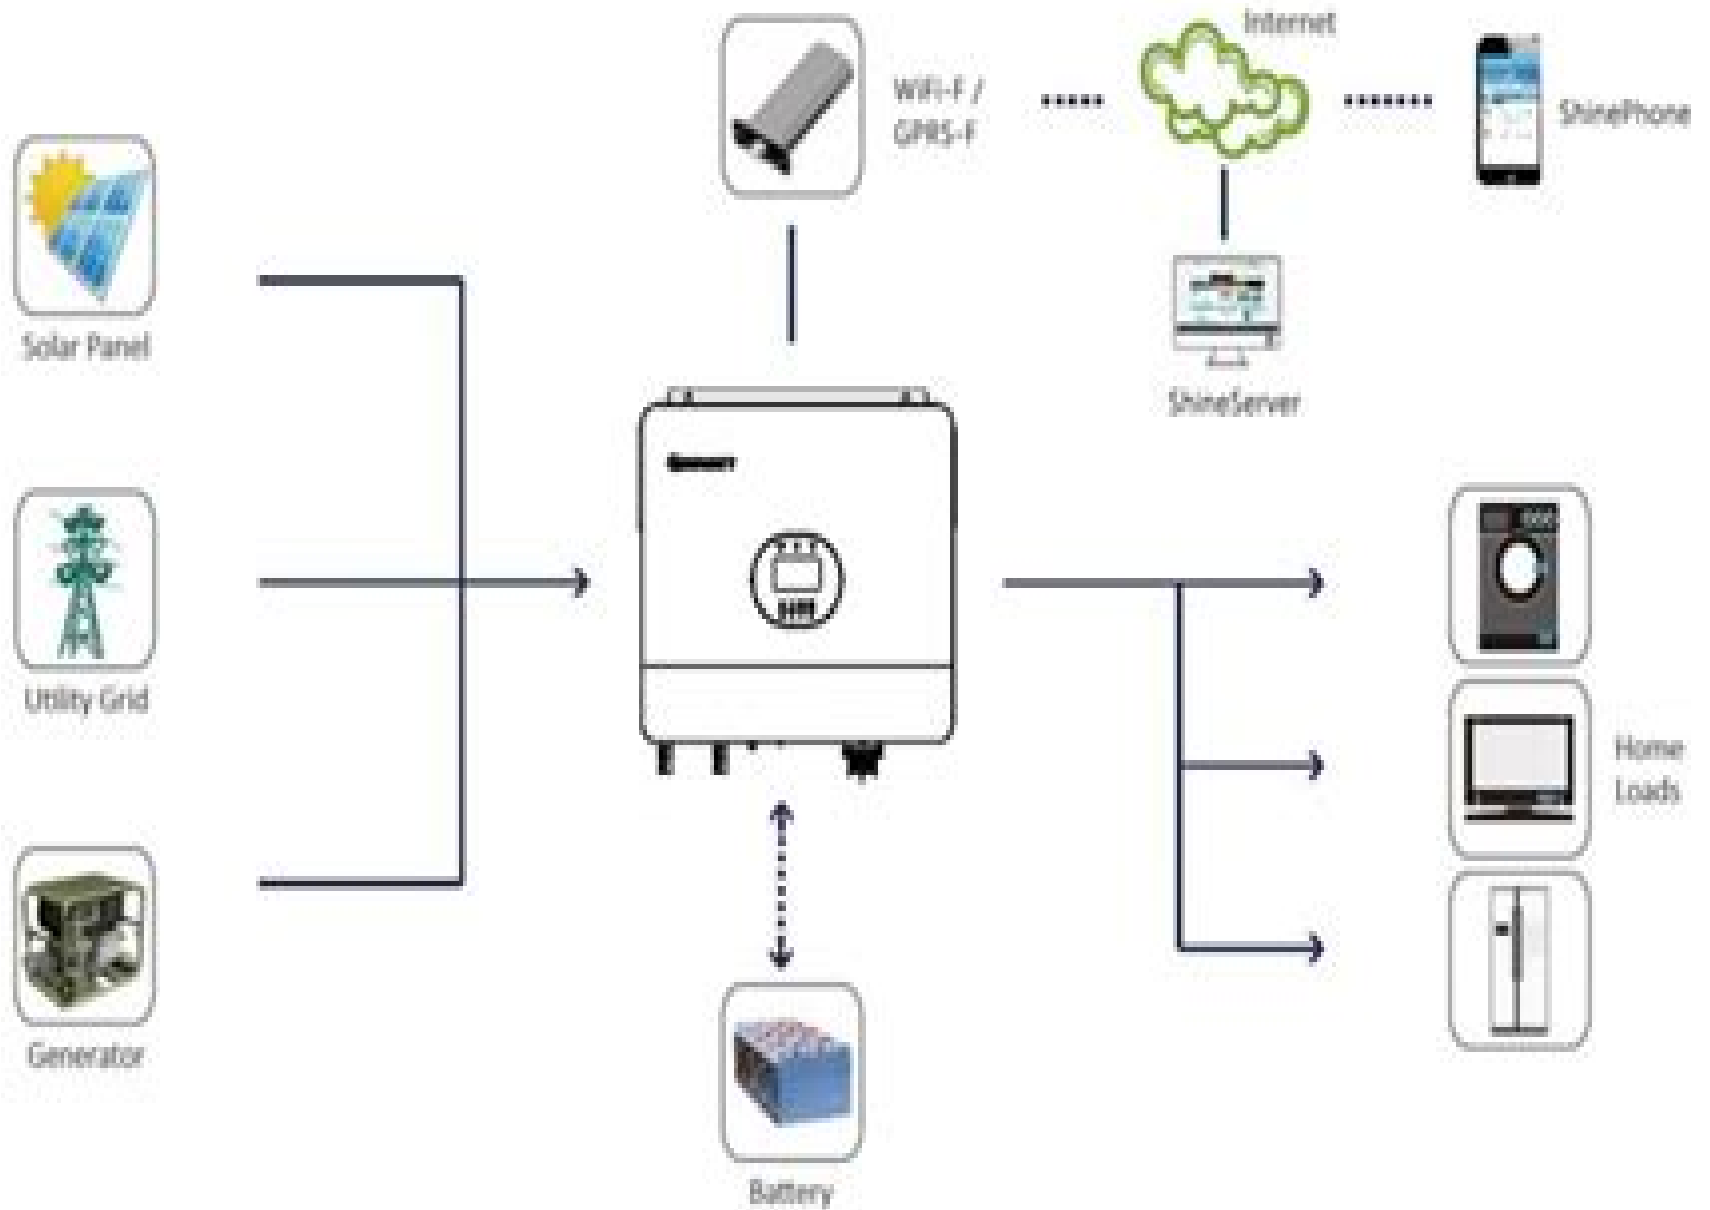 Internet
WiFi-F /
GPRS-F
ShinePhone
Solar Panel
ShineServer
Utility Grid
Home
Loads
Generator
Battery